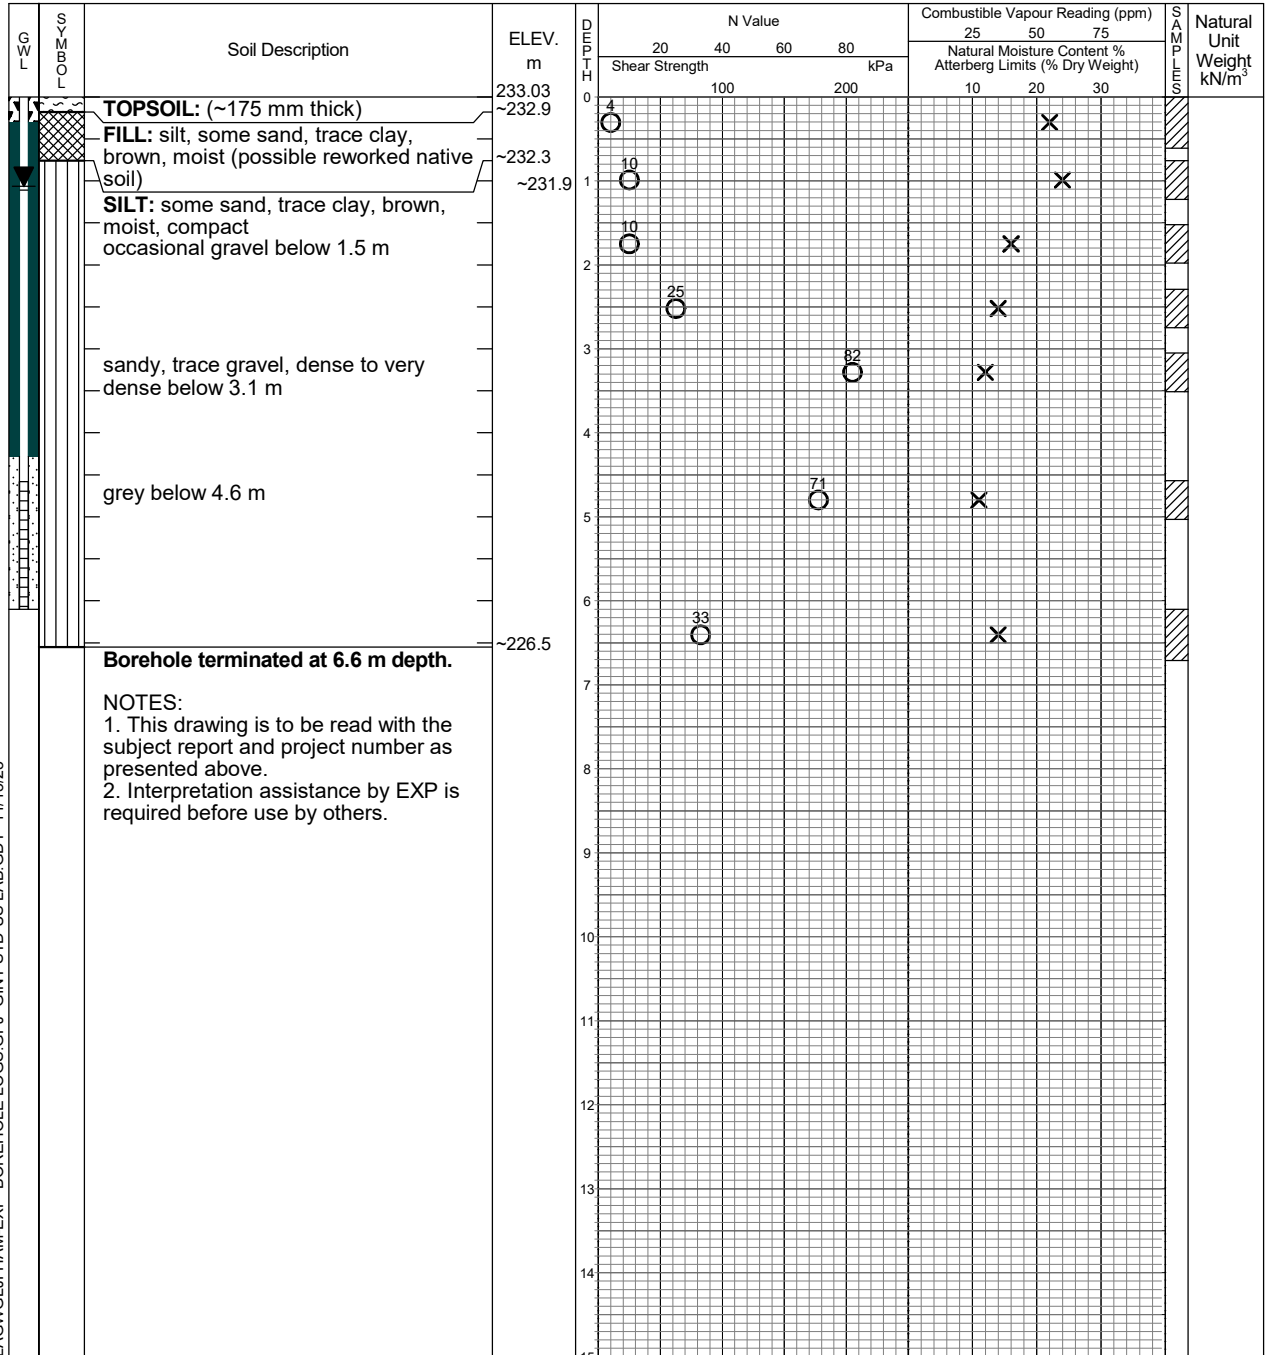 GWL
SYMBOL
Soil Description
ELEV.
m
DEPTH
N Value
20 40 60 80
Shear Strength kPa
100 200
Combustible Vapour Reading (ppm)
25 50 75
Natural Moisture Content %
Atterberg Limits (% Dry Weight)
10 20 30
SAMPLES
Natural
Unit
Weight
kN/m³
233.03
0
TOPSOIL: (~175 mm thick)
~232.9
4
FILL: silt, some sand, trace clay,
brown, moist (possible reworked native
soil)
~232.3
~231.9
10
1
SILT: some sand, trace clay, brown,
moist, compact
occasional gravel below 1.5 m
10
2
25
3
sandy, trace gravel, dense to very
dense below 3.1 m
82
4
grey below 4.6 m
71
5
6
33
~226.5
Borehole terminated at 6.6 m depth.
7
NOTES:
1. This drawing is to be read with the
subject report and project number as
presented above.
2. Interpretation assistance by EXP is
required before use by others.
8
9
10
11
12
13
14